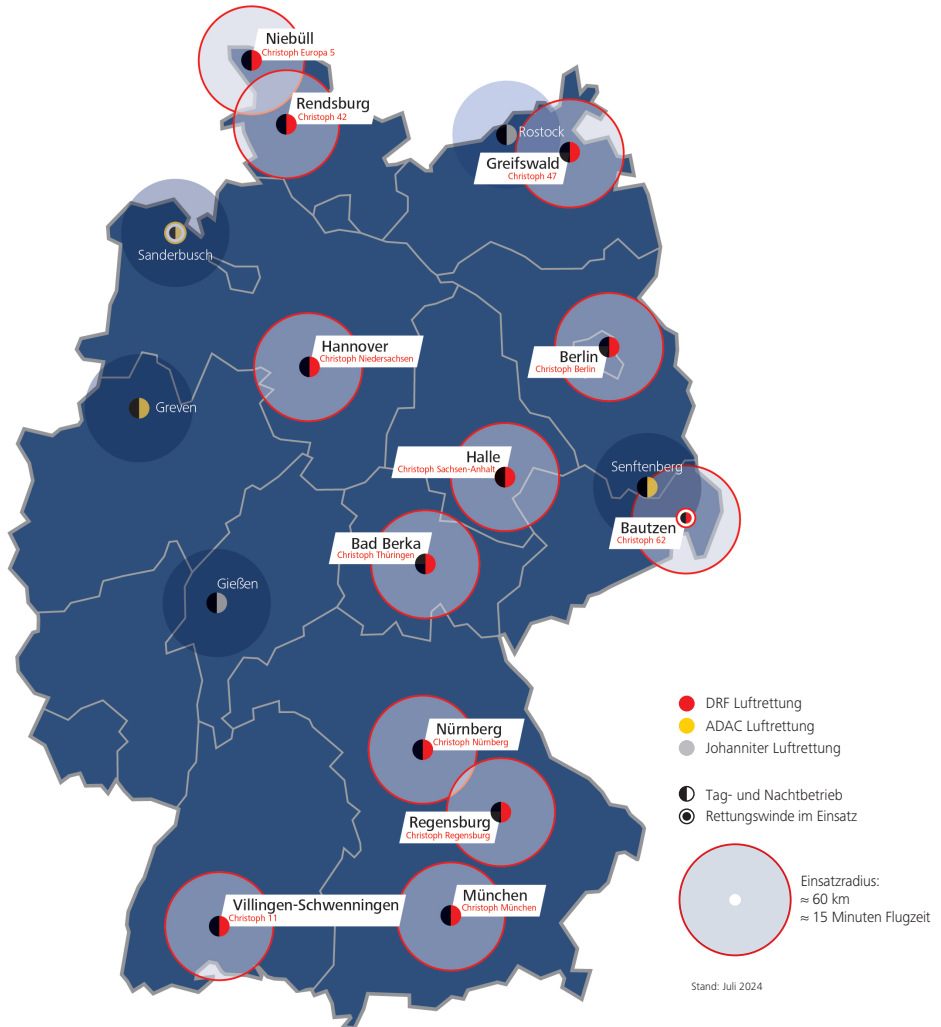 Niebüll
Christoph Europa 5
Rendsburg
Christoph 42
Rostock
Greifswald
Christoph 47
Sanderbusch
Hannover
Christoph Niedersachsen
Berlin
Christoph Berlin
Greven
Halle
Christoph Sachsen-Anhalt
Senftenberg
Bautzen
Christoph 62
Bad Berka
Christoph Thüringen
Gießen
Nürnberg
Christoph Nürnberg
Regensburg
Christoph Regensburg
Villingen-Schwenningen
Christoph 11
München
Christoph München
DRF Luftrettung
ADAC Luftrettung
Johanniter Luftrettung
Tag- und Nachtbetrieb
Rettungswinde im Einsatz
Einsatzradius:
≈ 60 km
≈ 15 Minuten Flugzeit
Stand: Juli 2024